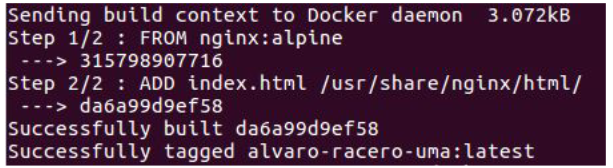 Sending build context to Docker daemon  3.072kB
Step 1/2 : FROM nginx:alpine
 ---> 315798907716
Step 2/2 : ADD index.html /usr/share/nginx/html/
 ---> da6a99d9ef58
Successfully built da6a99d9ef58
Successfully tagged alvaro-racero-uma:latest